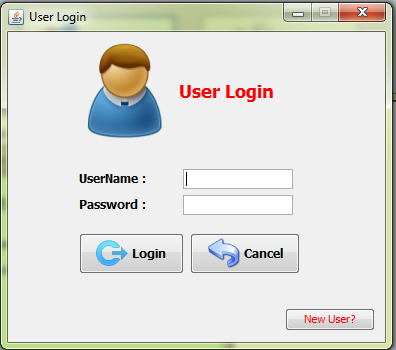 User Login
User Login
UserName :
Password :
Login Cancel
New User?